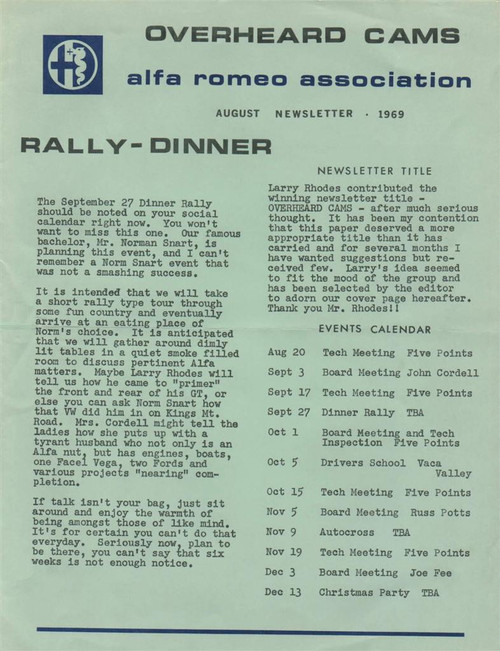 OVERHEARD CAMS
alfa romeo association
AUGUST NEWSLETTER · 1969
RALLY-DINNER
The September 27 Dinner Rally
should be noted on your social
calendar right now. You won't
want to miss this one. Our famous
bachelor, Mr. Norman Snart, is
planning this event, and I can't
remember a Norm Snart event that
was not a smashing success.
It is intended that we will take
a short rally type tour through
some fun country and eventually
arrive at an eating place of
Norm's choice. It is anticipated
that we will gather around dimly
lit tables in a quiet smoke filled
room to discuss pertinent Alfa
matters. Maybe Larry Rhodes will
tell us how he came to "primer"
the front and rear of his GT, or
else you can ask Norm Snart how
that VW did him in on Kings Mt.
Road. Mrs. Cordell might tell the
ladies how she puts up with a
tyrant husband who not only is an
Alfa nut, but has engines, boats,
one Facel Vega, two Fords and
various projects "nearing" com-
pletion.
If talk isn't your bag, just sit
around and enjoy the warmth of
being amongst those of like mind.
It's for certain you can't do that
everyday. Seriously now, plan to
be there, you can't say that six
weeks is not enough notice.
NEWSLETTER TITLE
Larry Rhodes contributed the
winning newsletter title -
OVERHEARD CAMS - after much serious
thought. It has been my contention
that this paper deserved a more
appropriate title than it has
carried and for several months I
have wanted suggestions but re-
ceived few. Larry's idea seemed
to fit the mood of the group and
has been selected by the editor
to adorn our cover page hereafter.
Thank you Mr. Rhodes!!
EVENTS CALENDAR
Aug 20 Tech Meeting Five Points
Sept 3 Board Meeting John Cordell
Sept 17 Tech Meeting Five Points
Sept 27 Dinner Rally TBA
Oct 1 Board Meeting and Tech
Inspection Five Points
Oct 5 Drivers School Vaca
Valley
Oct 15 Tech Meeting Five Points
Nov 5 Board Meeting Russ Potts
Nov 9 Autocross TBA
Nov 19 Tech Meeting Five Points
Dec 3 Board Meeting Joe Fee
Dec 13 Christmas Party TBA